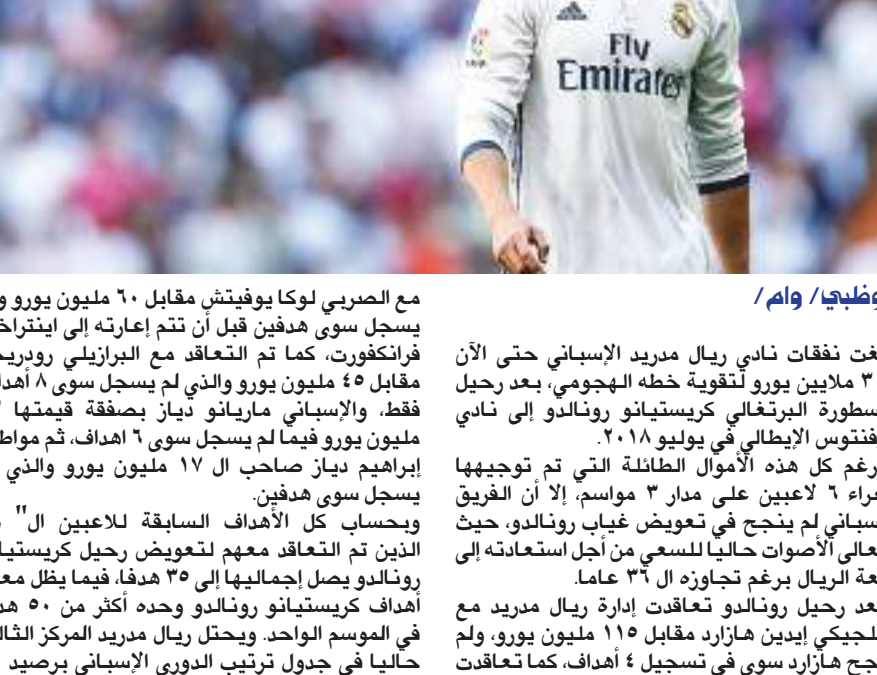 Fly
Emirates
وظبي/ وام/
غت نفقات نادي ريال مدريد الإسباني حتى الآن
٣ ملايين يورو لتقوية خطه الهجومي، بعد رحيل
سطورة البرتغالي كريستيانو رونالدو إلى نادي
فنتوس الإيطالي في يوليو ٢٠١٨.
رغم كل هذه الأموال الطائلة التي تم توجيهها
راء ٦ لاعبين على مدار ٣ مواسم، إلا أن الفريق
سباني لم ينجح في تعويض غياب رونالدو، حيث
عالى الأصوات حاليا للسعي من أجل استعادته إلى
عة الريال برغم تجاوزه ال ٣٦ عاما.
عد رحيل رونالدو تعاقدت إدارة ريال مدريد مع
لجيكي إيدين هازارد مقابل ١١٥ مليون يورو، ولم
جح هازارد سوى في تسجيل ٤ أهداف، كما تعاقدت
مع الصربي لوكا يوفيتش مقابل ٦٠ مليون يورو و
يسجل سوى هدفين قبل أن تتم إعارته إلى اينتراخ
فرانكفورت، كما تم التعاقد مع البرازيلي رودريج
مقابل ٤٥ مليون يورو والذي لم يسجل سوى ٨ أهدا
فقط، والإسباني ماريانو دياز بصفقة قيمتها
مليون يورو فيما لم يسجل سوى ٦ اهداف، ثم مواط
إبراهيم دياز صاحب ال ١٧ مليون يورو والذي
يسجل سوى هدفين.
وبحساب كل الأهداف السابقة للاعبين ال"
الذين تم التعاقد معهم لتعويض رحيل كريستيا
رونالدو يصل إجماليها إلى ٣٥ هدفا، فيما يظل مع
أهداف كريستيانو رونالدو وحده أكثر من ٥٠ هد
في الموسم الواحد. ويحتل ريال مدريد المركز الثا
حاليا في جدول ترتيب الدوري الإسباني برصيد